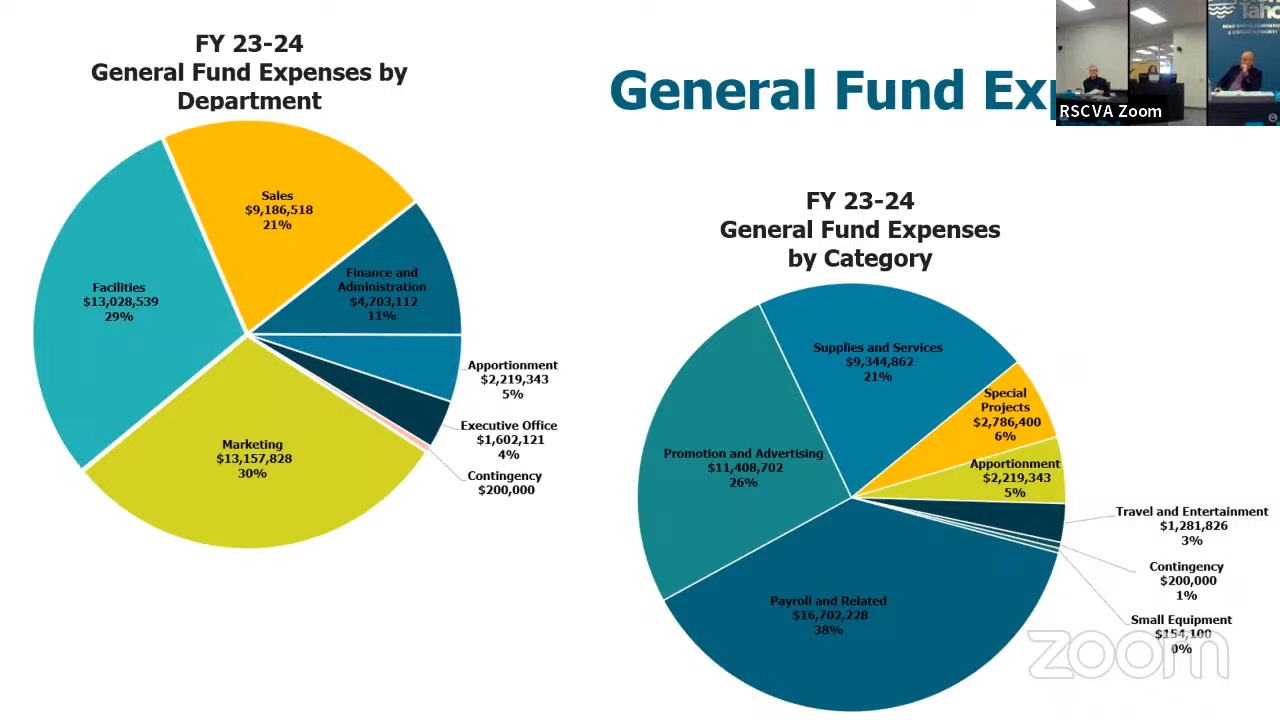 FY 23-24
General Fund Expenses by
Department
Sales
$9,186,518
21%
Finance and
Administration
$4,703,112
11%
Facilities
$13,028,539
29%
Apportionment
$2,219,343
5%
Executive Office
$1,602,121
4%
Contingency
$200,000
Marketing
$13,157,828
30%
General Fund Exp
RSCVA Zoom
FY 23-24
General Fund Expenses
by Category
Supplies and Services
$9,344,862
21%
Special
Projects
$2,786,400
6%
Promotion and Advertising
$11,408,702
26%
Apportionment
$2,219,343
5%
Travel and Entertainment
$1,281,826
3%
Contingency
$200,000
1%
Payroll and Related
$16,702,228
38%
Small Equipment
$154,100
0%
zoom